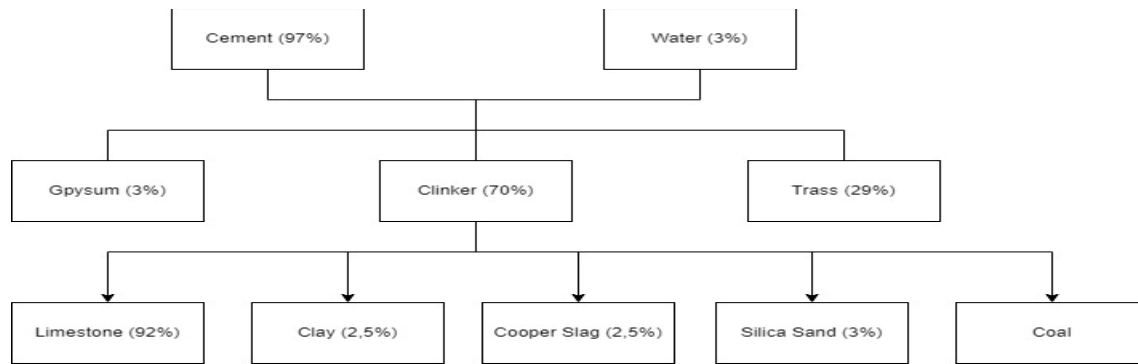 Cement (97%)
Water (3%)
Gpysum (3%)
Clinker (70%)
Trass (29%)
Limestone (92%)
Clay (2,5%)
Cooper Slag (2,5%)
Silica Sand (3%)
Coal